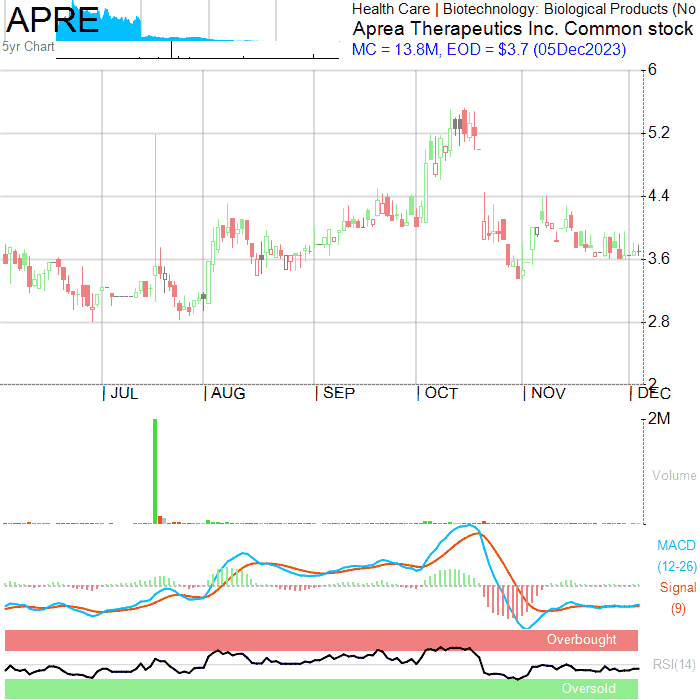 APRE
5yr Chart
Health Care | Biotechnology: Biological Products (No
Aprea Therapeutics Inc. Common stock
MC = 13.8M, EOD = $3.7 (05Dec2023)
6
5.2
4.4
3.6
2.8
2
JUL AUG SEP OCT NOV DEC
2M
Volume
MACD
(12-26)
Signal
(9)
Overbought
RSI(14)
Oversold